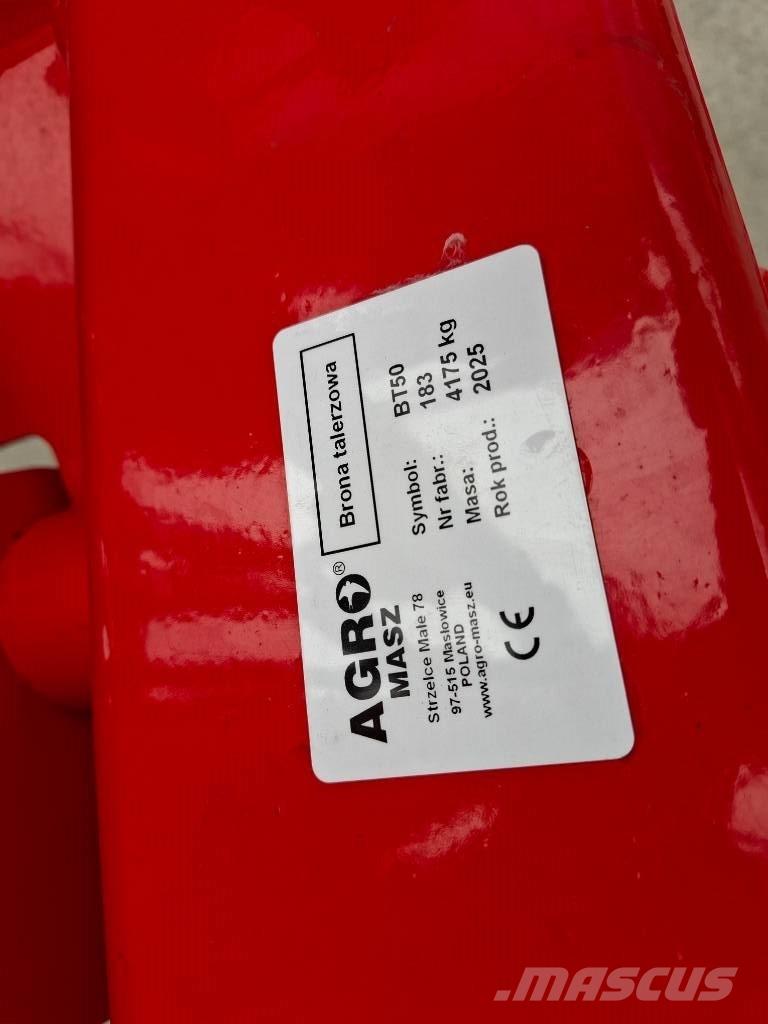 AGRO®
MASZ
Strzelce Małe 78
97-515 Masłowice
POLAND
www.agro-masz.eu
CE
Brona talerzowa
Symbol: BT50
Nr fabr.: 183
Masa: 4175 kg
Rok prod.: 2025
MASCUS